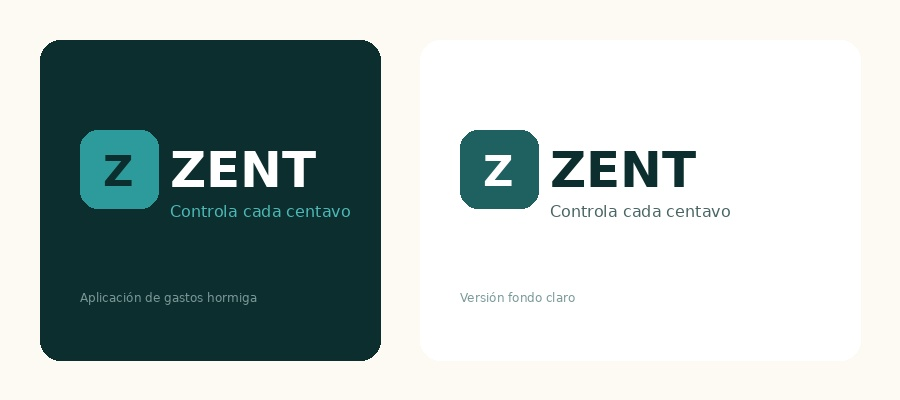 Z
ZENT
Controla cada centavo
Aplicación de gastos hormiga
Z
ZENT
Controla cada centavo
Versión fondo claro